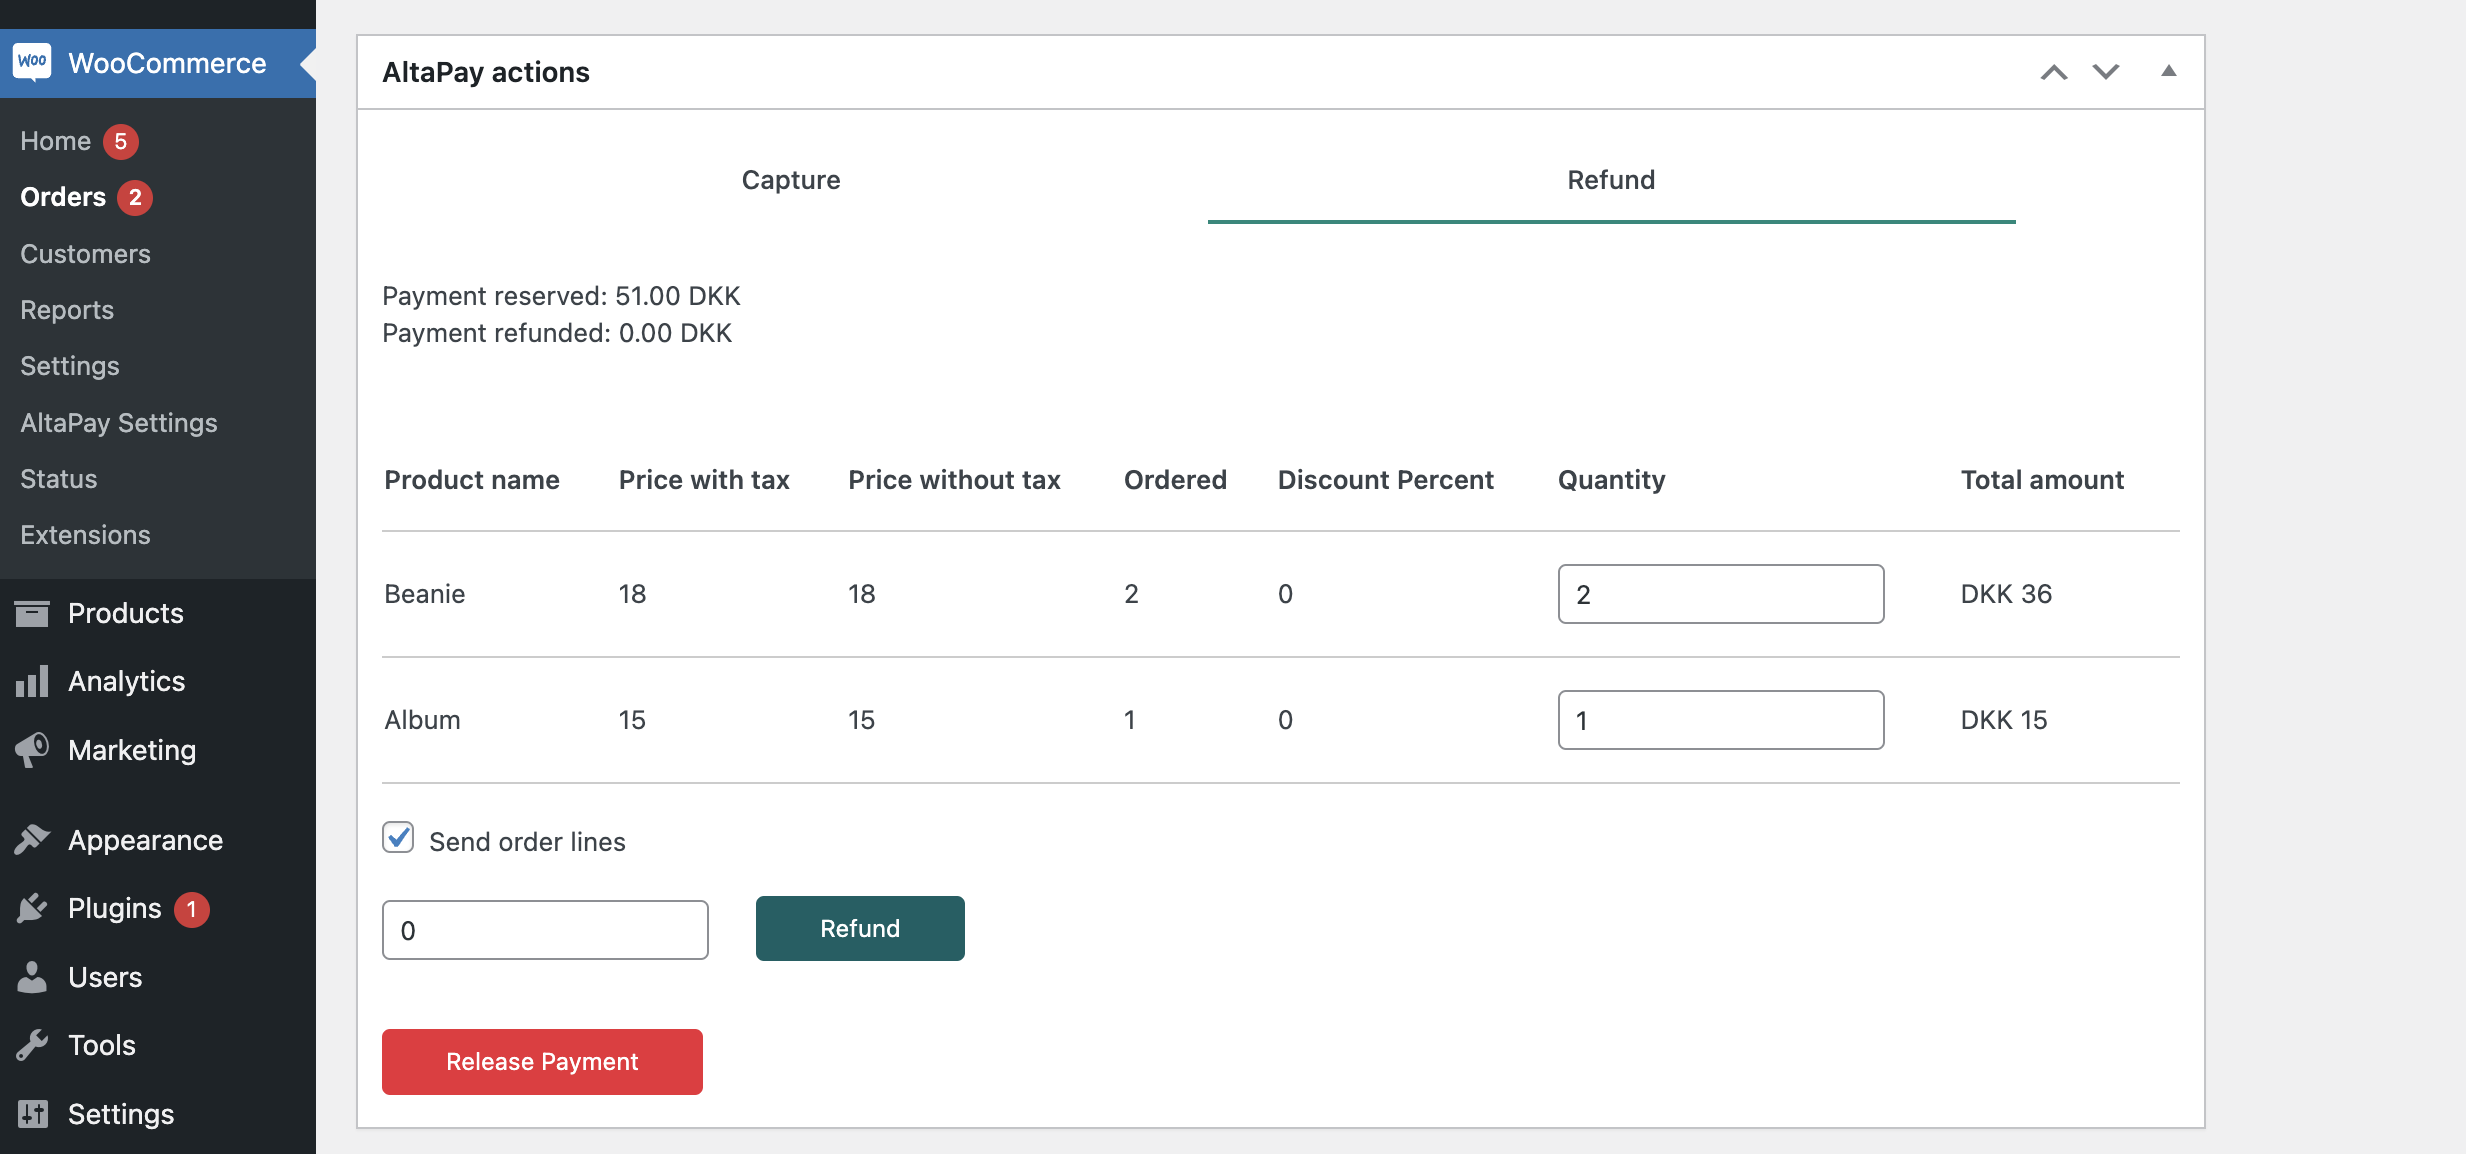 Woo WooCommerce
Home 5
Orders 2
Customers
Reports
Settings
AltaPay Settings
Status
Extensions
Products
Analytics
Marketing
Appearance
Plugins 1
Users
Tools
Settings
AltaPay actions
Capture Refund
Payment reserved: 51.00 DKK
Payment refunded: 0.00 DKK
Product name Price with tax Price without tax Ordered Discount Percent Quantity Total amount
Beanie 18 18 2 0 2 DKK 36
Album 15 15 1 0 1 DKK 15
Send order lines
0 Refund
Release Payment